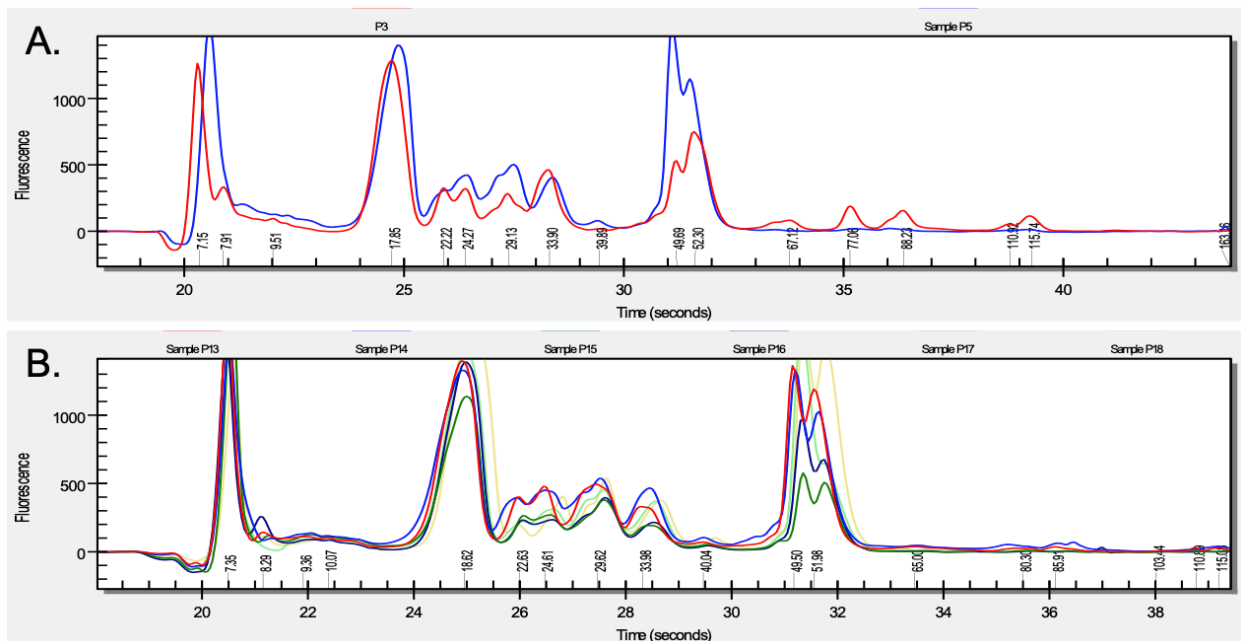 A.
P3 Sample P5
Fluorescence
1000
500
0
7.15 7.91 9.51 17.85 22.22 24.27 29.13 33.90 39.83 49.69 52.30 67.12 77.06 110.92 115.74
20 25 30 35 40
Time (seconds)
B.
Sample P13 Sample P14 Sample P15 Sample P16 Sample P17 Sample P18
Fluorescence
1000
500
0
7.35 8.29 9.36 10.07 18.62 22.63 24.61 29.62 33.98 40.04 49.50 51.98 65.00 80.30 85.91 103.44 110.89
20 22 24 26 28 30 32 34 36 38
Time (seconds)